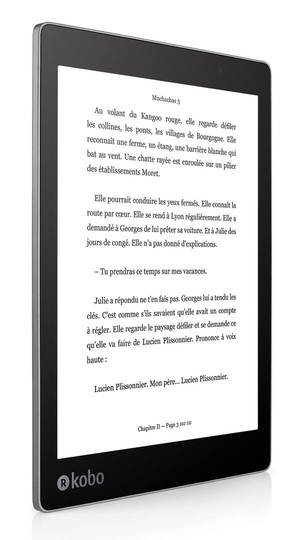 Muchachas 3
Au volant du Kangoo rouge, elle regarde défiler
les collines, les ponts, les villages de Bourgogne. Elle
reconnaît une ferme, un étang, une barrière blanche qui
bat au vent. Une chatte rayée est enroulée sur un pilier
des établissements Moret.
Elle pourrait conduire les yeux fermés. Elle connaît la
route par cœur. Elle se rend à Lyon régulièrement. Elle a
demandé à Georges de lui prêter sa voiture. Et à Julie des
jours de congé. Elle n'a pas donné d'explications.
– Tu prendras ce temps sur mes vacances.
Julie a répondu ne t'en fais pas. Georges lui a tendu les
clés. C'est comme s'ils savaient qu'elle avait un compte
à régler. Elle regarde le paysage défiler et se demande ce
qu'elle va faire de Lucien Plissonnier. Prononce à voix
haute :
Lucien Plissonnier. Mon père... Lucien Plissonnier.
Chapitre II — Page 3 sur 10
R kobo